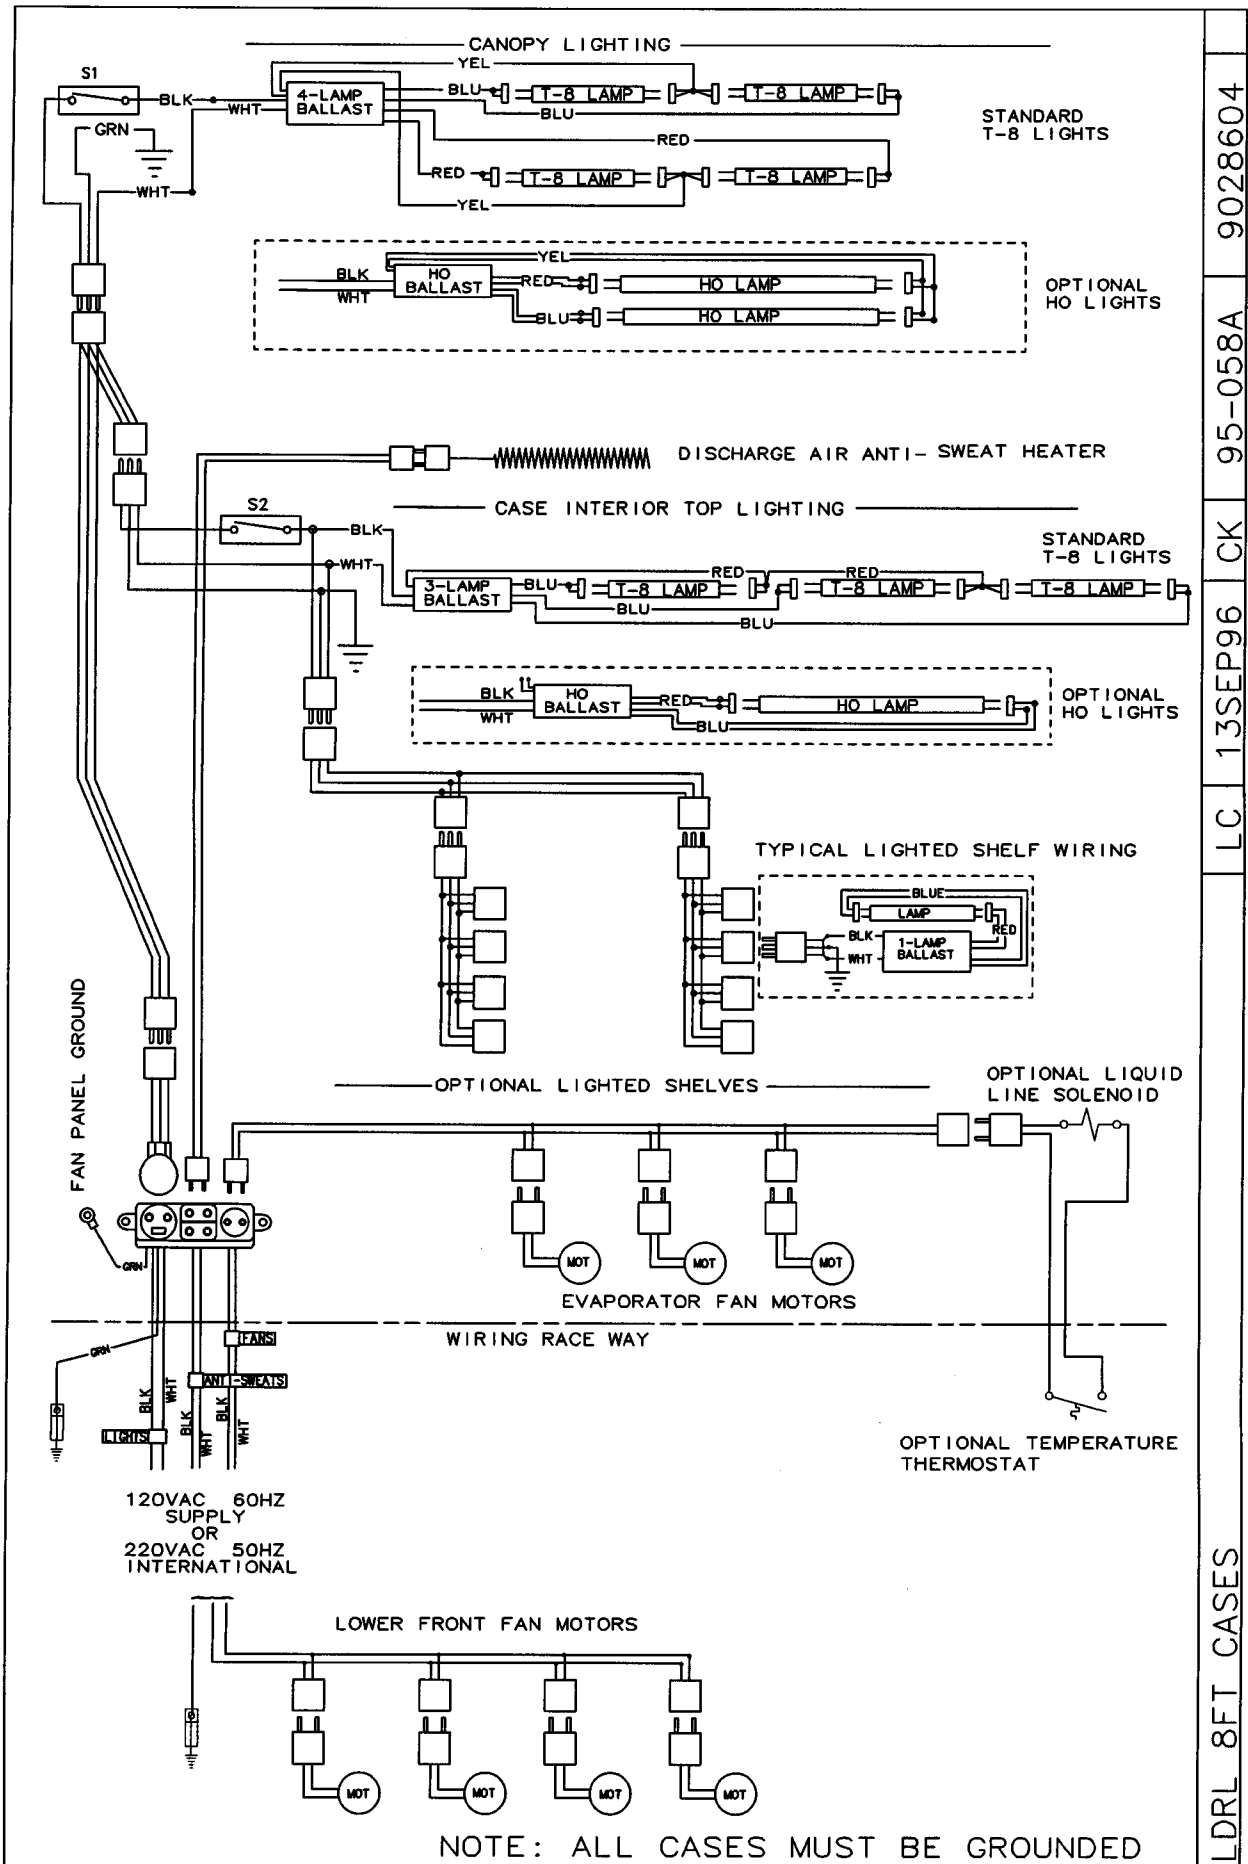 CANOPY LIGHTING
S1
BLK
WHT
GRN
WHT
YEL
4-LAMP
BALLAST
BLU
T-8 LAMP
T-8 LAMP
BLU
RED
RED
T-8 LAMP
T-8 LAMP
YEL
STANDARD
T-8 LIGHTS
BLK
WHT
HO
BALLAST
YEL
RED
HO LAMP
BLU
HO LAMP
OPTIONAL
HO LIGHTS
DISCHARGE AIR ANTI- SWEAT HEATER
S2
CASE INTERIOR TOP LIGHTING
BLK
WHT
3-LAMP
BALLAST
RED
RED
BLU
T-8 LAMP
T-8 LAMP
T-8 LAMP
BLU
BLU
STANDARD
T-8 LIGHTS
BLK
WHT
HO
BALLAST
RED
HO LAMP
BLU
OPTIONAL
HO LIGHTS
TYPICAL LIGHTED SHELF WIRING
BLUE
LAMP
RED
BLK
WHT
1-LAMP
BALLAST
OPTIONAL LIGHTED SHELVES
OPTIONAL LIQUID
LINE SOLENOID
FAN PANEL GROUND
GRN
MOT
MOT
MOT
EVAPORATOR FAN MOTORS
WIRING RACE WAY
GRN
FANS
ANTI-SWEATS
LIGHTS
BLK
WHT
BLK
WHT
BLK
WHT
OPTIONAL TEMPERATURE
THERMOSTAT
120VAC 60HZ
SUPPLY
OR
220VAC 50HZ
INTERNATIONAL
LOWER FRONT FAN MOTORS
MOT
MOT
MOT
MOT
NOTE: ALL CASES MUST BE GROUNDED
LDRL 8FT CASES
LC
13SEP96
CK
95-058A
9028604